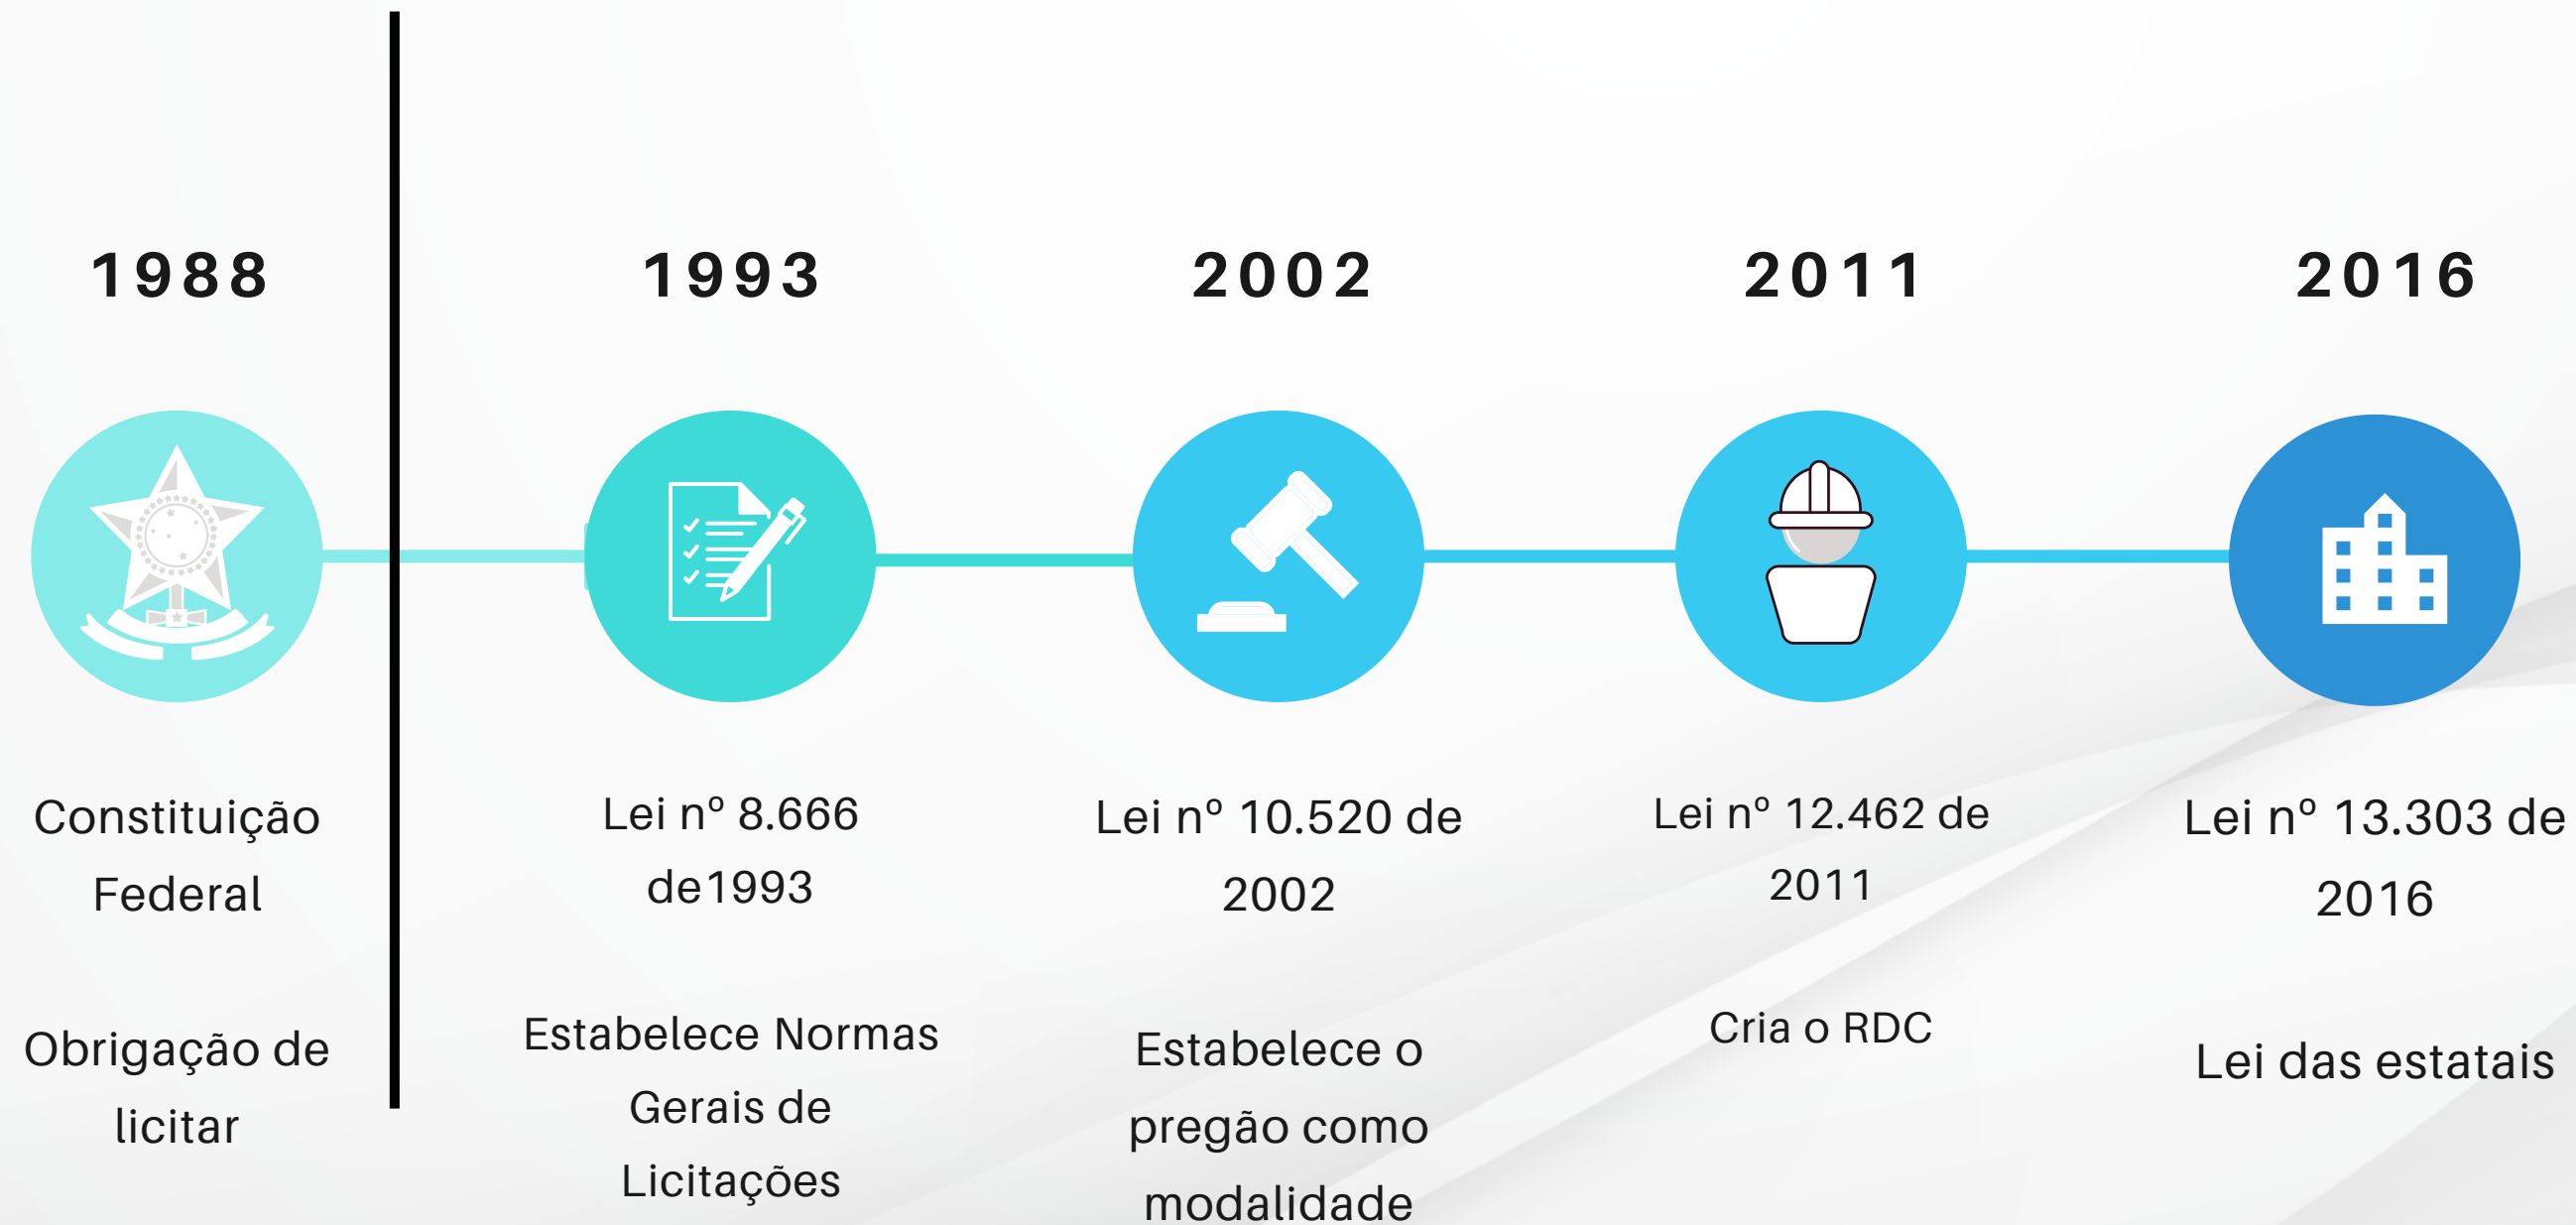 1988
Constituição
Federal
Obrigação de
licitar
1993
Lei nº 8.666
de1993
Estabelece Normas
Gerais de
Licitações
2002
Lei nº 10.520 de
2002
Estabelece o
pregão como
modalidade
2011
Lei nº 12.462 de
2011
Cria o RDC
2016
Lei nº 13.303 de
2016
Lei das estatais